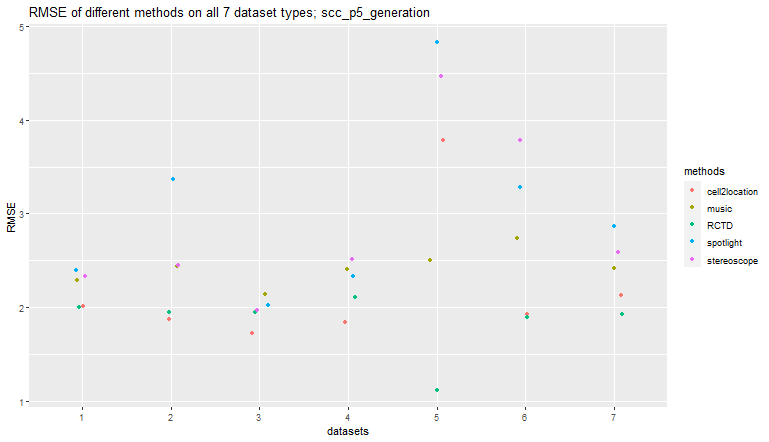 RMSE of different methods on all 7 dataset types; scc_p5_generation
5
4
3
2
1
RMSE
1 2 3 4 5 6 7
datasets
methods
cell2location
music
RCTD
spotlight
stereoscope